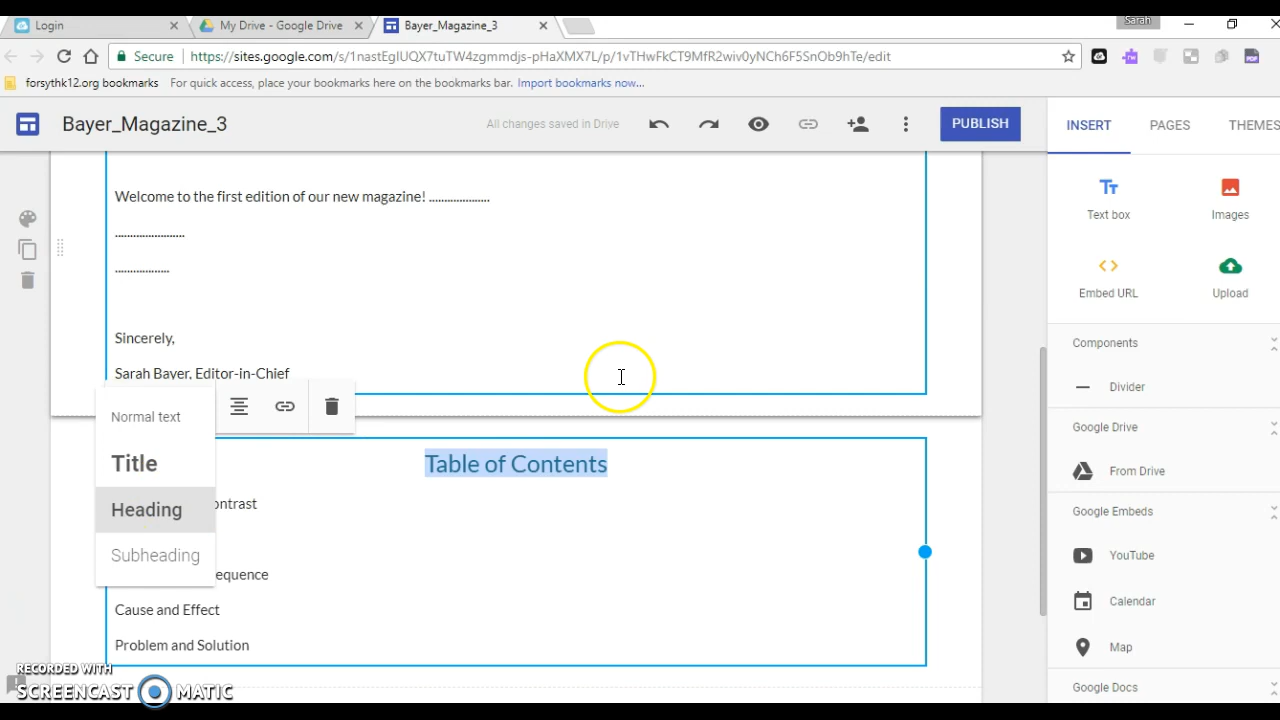 Login
My Drive - Google Drive
Bayer_Magazine_3
Sarah
Secure
https://sites.google.com/s/1nastEgIUQX7tuTW4zgmmdjs-pHaXMX7L/p/1vTHwFkCT9MfR2wiv0yNCh6F5SnOb9hTe/edit
forsythk12.org bookmarks
For quick access, place your bookmarks here on the bookmarks bar. Import bookmarks now...
Bayer_Magazine_3
All changes saved in Drive
PUBLISH
INSERT
PAGES
THEMES
Welcome to the first edition of our new magazine! ....................
.......................
..................
Sincerely,
Sarah Bayer, Editor-in-Chief
Normal text
Title
Heading
Subheading
Table of Contents
ontrast
equence
Cause and Effect
Problem and Solution
Text box
Images
Embed URL
Upload
Components
Divider
Google Drive
From Drive
Google Embeds
YouTube
Calendar
Map
Google Docs
RECORDED WITH
SCREENCAST MATIC